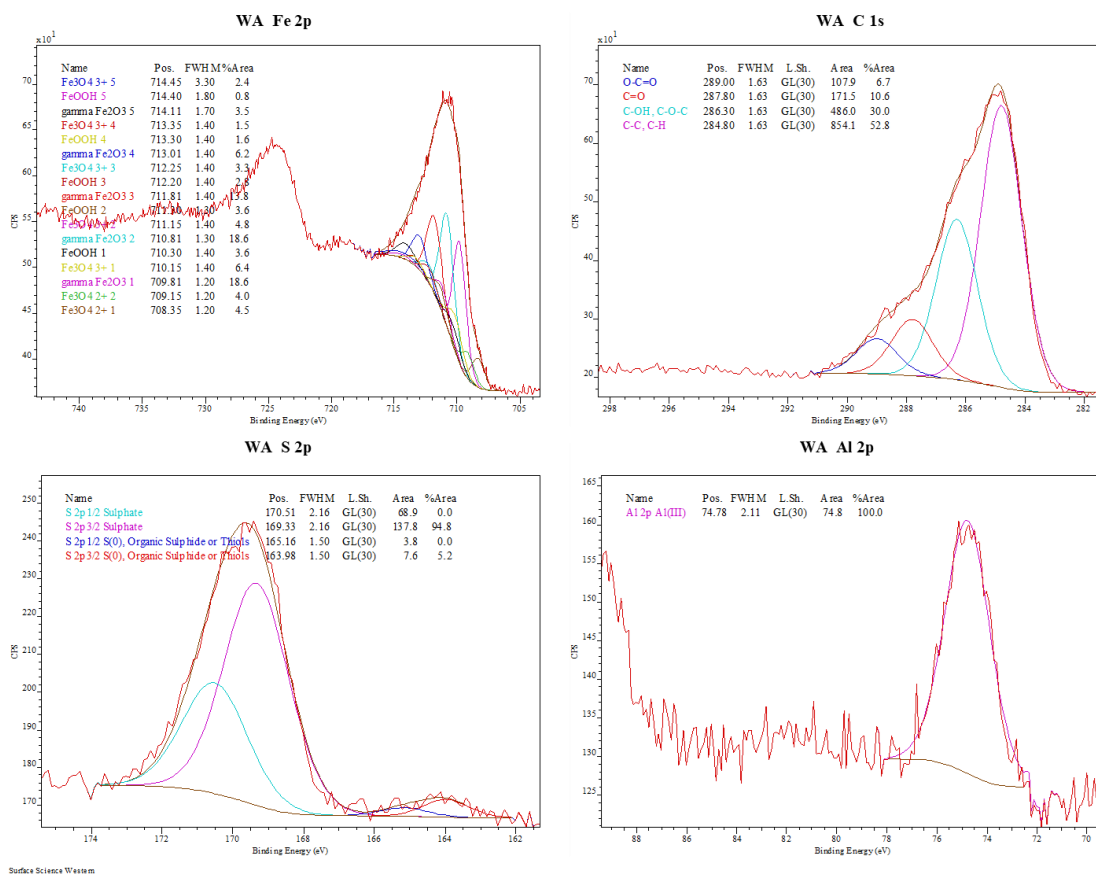 WA Fe 2p
x10¹
Name Pos. FWHM %Area
Fe3O4 3+ 5 714.45 3.30 2.4
FeOOH 5 714.40 1.80 0.8
gamma Fe2O3 5 714.11 1.70 3.5
Fe3O4 3+ 4 713.35 1.40 1.5
FeOOH 4 713.30 1.40 1.6
gamma Fe2O3 4 713.01 1.40 6.2
Fe3O4 3+ 3 712.25 1.40 3.3
FeOOH 3 712.20 1.40 2.8
gamma Fe2O3 3 711.81 1.40 13.8
FeOOH 2 1.30 3.6
711.15 1.40 4.8
gamma Fe2O3 2 710.81 1.30 18.6
FeOOH 1 710.30 1.40 3.6
Fe3O4 3+ 1 710.15 1.40 6.4
gamma Fe2O3 1 709.81 1.20 18.6
Fe3O4 2+ 2 709.15 1.20 4.0
Fe3O4 2+ 1 708.35 1.20 4.5
70
65
60
55
50
45
40
CPS
740 735 730 725 720 715 710 705
Binding Energy (eV)
WA C 1s
x10¹
Name Pos. FWHM L.Sh. Area %Area
O-C=O 289.00 1.63 GL(30) 107.9 6.7
C=O 287.80 1.63 GL(30) 171.5 10.6
C-OH, C-O-C 286.30 1.63 GL(30) 486.0 30.0
C-C, C-H 284.80 1.63 GL(30) 854.1 52.8
70
60
50
40
30
20
CPS
298 296 294 292 290 288 286 284 282
Binding Energy (eV)
WA S 2p
Name Pos. FWHM L.Sh. Area %Area
S 2p1/2 Sulphate 170.51 2.16 GL(30) 68.9 0.0
S 2p3/2 Sulphate 169.33 2.16 GL(30) 137.8 94.8
S 2p1/2 S(0), Organic Sulphide or Thiols 165.16 1.50 GL(30) 3.8 0.0
S 2p3/2 S(0), Organic Sulphide or Thiols 163.98 1.50 GL(30) 7.6 5.2
250
240
230
220
210
200
190
180
170
CPS
174 172 170 168 166 164 162
Binding Energy (eV)
WA Al 2p
Name Pos. FWHM L.Sh. Area %Area
Al 2p Al(III) 74.78 2.11 GL(30) 74.8 100.0
165
160
155
150
145
140
135
130
125
CPS
88 86 84 82 80 78 76 74 72 70
Binding Energy (eV)
Surface Science Western